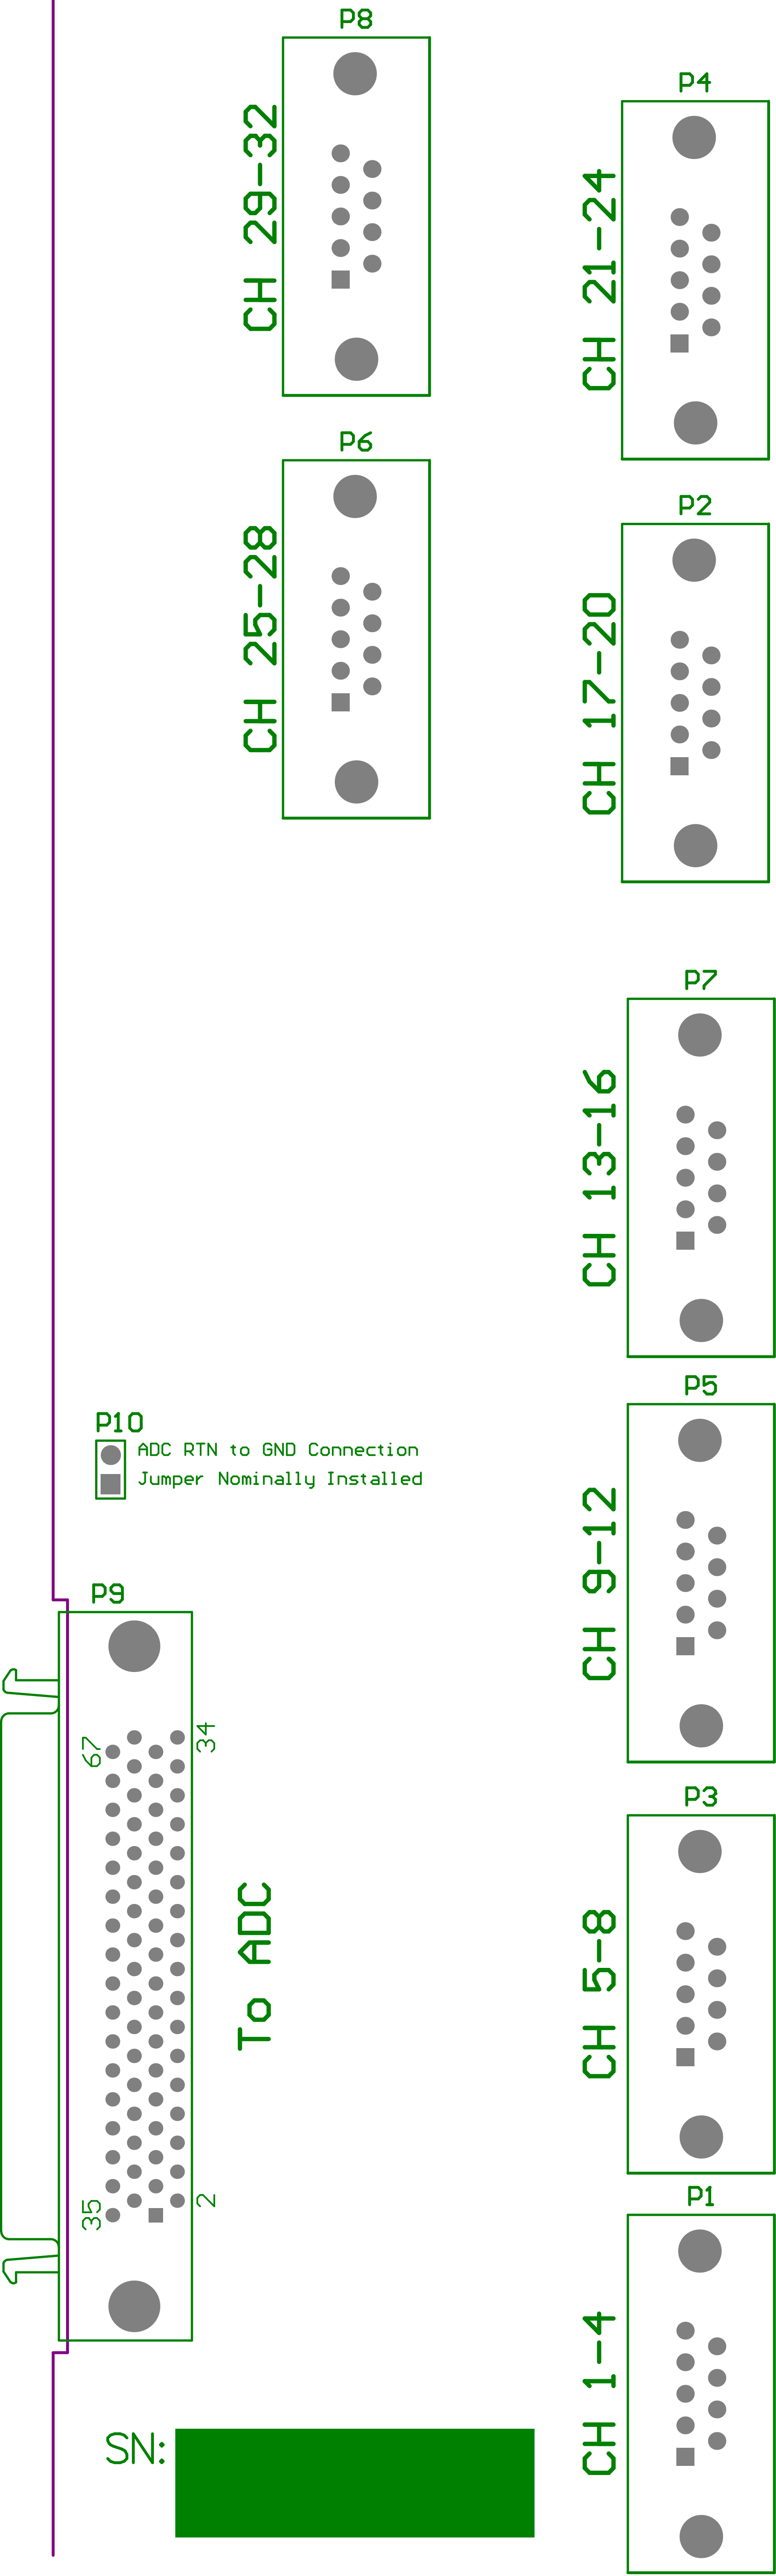 P8
CH 29-32
P4
CH 21-24
P6
CH 25-28
P2
CH 17-20
P7
CH 13-16
P5
CH 9-12
P10
ADC RTN to GND Connection
Jumper Nominally Installed
P9
67
34
To ADC
35
2
P3
CH 5-8
P1
CH 1-4
SN: